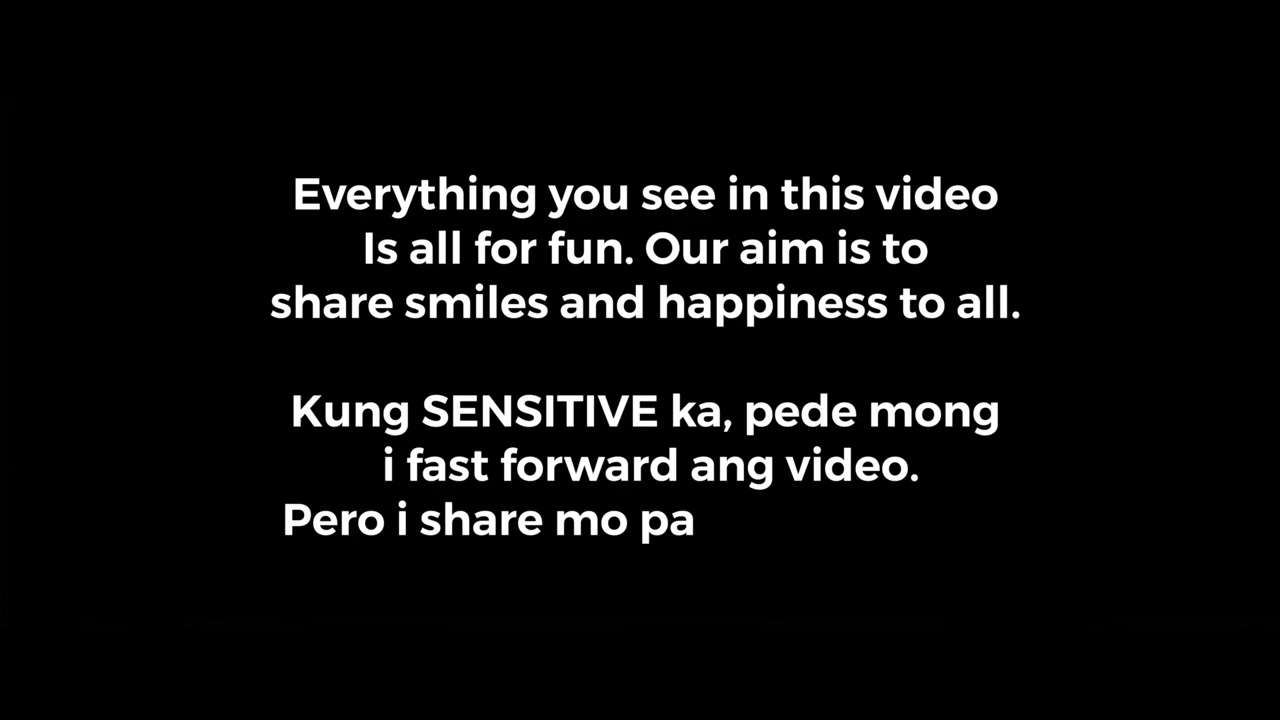 Everything you see in this video
Is all for fun. Our aim is to
share smiles and happiness to all.
Kung SENSITIVE ka, pede mong
i fast forward ang video.
Pero i share mo pa